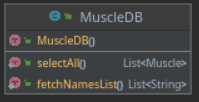 MuscleDB
MuscleDB()
selectAll() List<Muscle>
fetchNamesList() List<String>